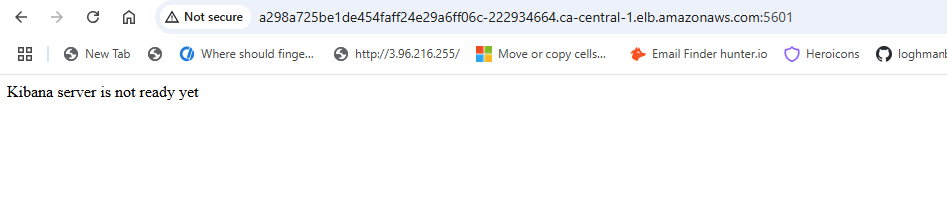 Not secure a298a725be1de454faff24e29a6ff06c-222934664.ca-central-1.elb.amazonaws.com:5601
New Tab Where should finge... http://3.96.216.255/ Move or copy cells... Email Finder hunter.io Heroicons loghmanb
Kibana server is not ready yet